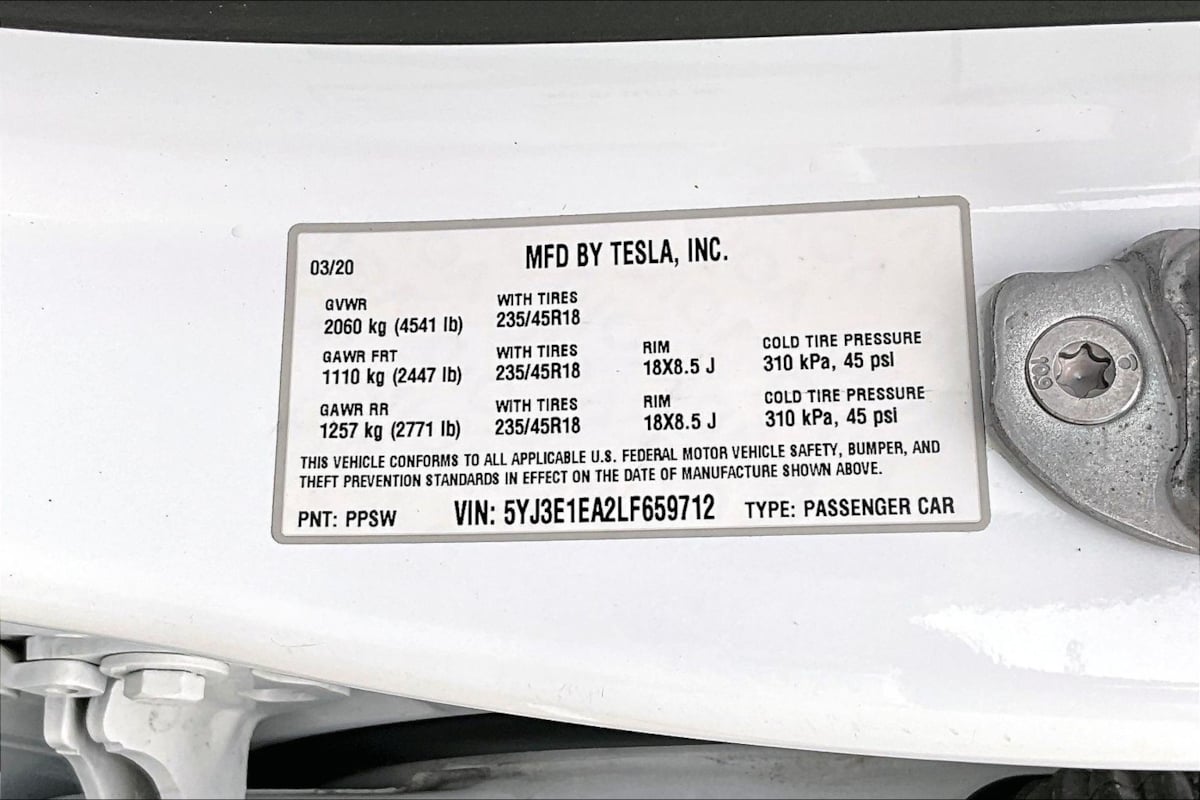 MFD BY TESLA, INC.
03/20
GVWR WITH TIRES
2060 kg (4541 lb) 235/45R18
GAWR FRT WITH TIRES RIM COLD TIRE PRESSURE
1110 kg (2447 lb) 235/45R18 18X8.5 J 310 kPa, 45 psi
GAWR RR WITH TIRES RIM COLD TIRE PRESSURE
1257 kg (2771 lb) 235/45R18 18X8.5 J 310 kPa, 45 psi
THIS VEHICLE CONFORMS TO ALL APPLICABLE U.S. FEDERAL MOTOR VEHICLE SAFETY, BUMPER, AND
THEFT PREVENTION STANDARDS IN EFFECT ON THE DATE OF MANUFACTURE SHOWN ABOVE.
PNT: PPSW VIN: 5YJ3E1EA2LF659712 TYPE: PASSENGER CAR